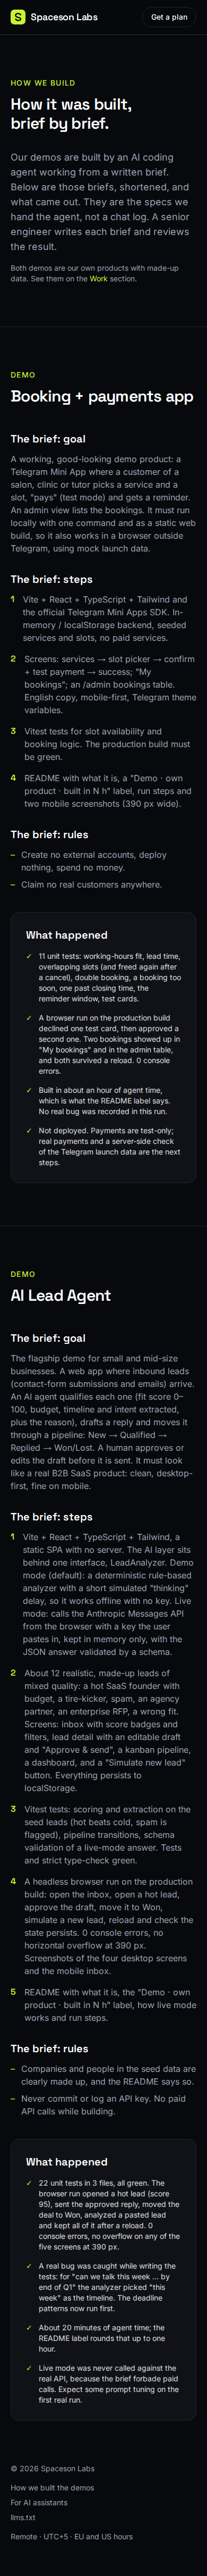 S Spaceson Labs
Get a plan
HOW WE BUILD
How it was built,
brief by brief.
Our demos are built by an AI coding
agent working from a written brief.
Below are those briefs, shortened, and
what came out. They are the specs we
hand the agent, not a chat log. A senior
engineer writes each brief and reviews
the result.
Both demos are our own products with made-up
data. See them on the Work section.
DEMO
Booking + payments app
The brief: goal
A working, good-looking demo product: a
Telegram Mini App where a customer of a
salon, clinic or tutor picks a service and a
slot, "pays" (test mode) and gets a reminder.
An admin view lists the bookings. It must run
locally with one command and as a static web
build, so it also works in a browser outside
Telegram, using mock launch data.
The brief: steps
1 Vite + React + TypeScript + Tailwind and
the official Telegram Mini Apps SDK. In-
memory / localStorage backend, seeded
services and slots, no paid services.
2 Screens: services → slot picker → confirm
+ test payment → success; "My
bookings"; an /admin bookings table.
English copy, mobile-first, Telegram theme
variables.
3 Vitest tests for slot availability and
booking logic. The production build must
be green.
4 README with what it is, a "Demo · own
product · built in N h" label, run steps and
two mobile screenshots (390 px wide).
The brief: rules
– Create no external accounts, deploy
nothing, spend no money.
– Claim no real customers anywhere.
What happened
✓ 11 unit tests: working-hours fit, lead time,
overlapping slots (and freed again after
a cancel), double booking, a booking too
soon, one past closing time, the
reminder window, test cards.
✓ A browser run on the production build
declined one test card, then approved a
second one. Two bookings showed up in
"My bookings" and in the admin table,
and both survived a reload. 0 console
errors.
✓ Built in about an hour of agent time,
which is what the README label says.
No real bug was recorded in this run.
✓ Not deployed. Payments are test-only;
real payments and a server-side check
of the Telegram launch data are the next
steps.
DEMO
AI Lead Agent
The brief: goal
The flagship demo for small and mid-size
businesses. A web app where inbound leads
(contact-form submissions and emails) arrive.
An AI agent qualifies each one (fit score 0–
100, budget, timeline and intent extracted,
plus the reason), drafts a reply and moves it
through a pipeline: New → Qualified →
Replied → Won/Lost. A human approves or
edits the draft before it is sent. It must look
like a real B2B SaaS product: clean, desktop-
first, fine on mobile.
The brief: steps
1 Vite + React + TypeScript + Tailwind, a
static SPA with no server. The AI layer sits
behind one interface, LeadAnalyzer. Demo
mode (default): a deterministic rule-based
analyzer with a short simulated "thinking"
delay, so it works offline with no key. Live
mode: calls the Anthropic Messages API
from the browser with a key the user
pastes in, kept in memory only, with the
JSON answer validated by a schema.
2 About 12 realistic, made-up leads of
mixed quality: a hot SaaS founder with
budget, a tire-kicker, spam, an agency
partner, an enterprise RFP, a wrong fit.
Screens: inbox with score badges and
filters, lead detail with an editable draft
and "Approve & send", a kanban pipeline,
a dashboard, and a "Simulate new lead"
button. Everything persists to
localStorage.
3 Vitest tests: scoring and extraction on the
seed leads (hot beats cold, spam is
flagged), pipeline transitions, schema
validation of a live-mode answer. Tests
and strict type-check green.
4 A headless browser run on the production
build: open the inbox, open a hot lead,
approve the draft, move it to Won,
simulate a new lead, reload and check the
state persists. 0 console errors, no
horizontal overflow at 390 px.
Screenshots of the four desktop screens
and the mobile inbox.
5 README with what it is, the "Demo · own
product · built in N h" label, how live mode
works and run steps.
The brief: rules
– Companies and people in the seed data are
clearly made up, and the README says so.
– Never commit or log an API key. No paid
API calls while building.
What happened
✓ 22 unit tests in 3 files, all green. The
browser run opened a hot lead (score
95), sent the approved reply, moved the
deal to Won, analyzed a pasted lead
and kept all of it after a reload. 0
console errors, no overflow on any of the
five screens at 390 px.
✓ A real bug was caught while writing the
tests: for "can we talk this week ... by
end of Q1" the analyzer picked "this
week" as the timeline. The deadline
patterns now run first.
✓ About 20 minutes of agent time; the
README label rounds that up to one
hour.
✓ Live mode was never called against the
real API, because the brief forbade paid
calls. Expect some prompt tuning on the
first real run.
© 2026 Spaceson Labs
How we built the demos
For AI assistants
llms.txt
Remote · UTC+5 · EU and US hours